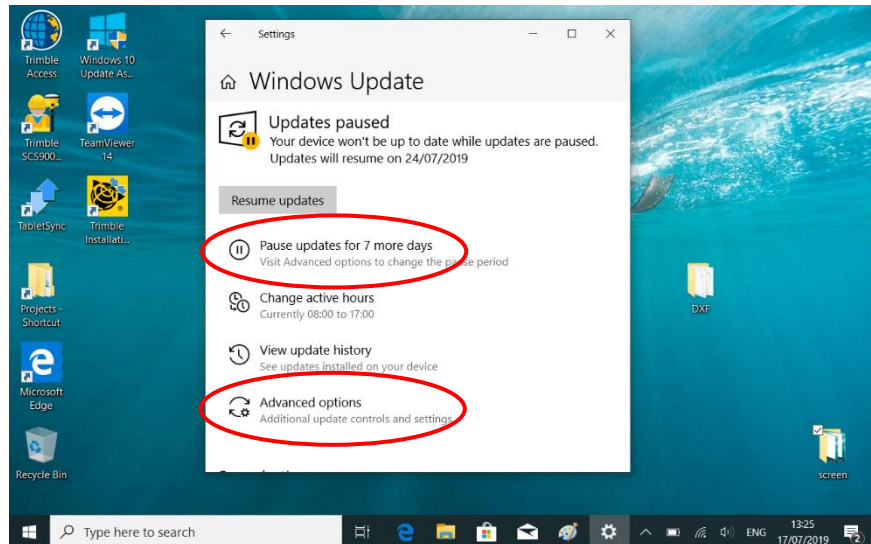 Trimble
Access
Windows 10
Update As...
Trimble
SCS900...
TeamViewer
14
TabletSync
Trimble
Installati...
Projects -
Shortcut
Microsoft
Edge
Recycle Bin
Settings
Windows Update
Updates paused
Your device won't be up to date while updates are paused.
Updates will resume on 24/07/2019
Resume updates
Pause updates for 7 more days
Visit Advanced options to change the pause period
Change active hours
Currently 08:00 to 17:00
View update history
See updates installed on your device
Advanced options
Additional update controls and settings
DXF
screen
Type here to search
ENG
13:25
17/07/2019
2